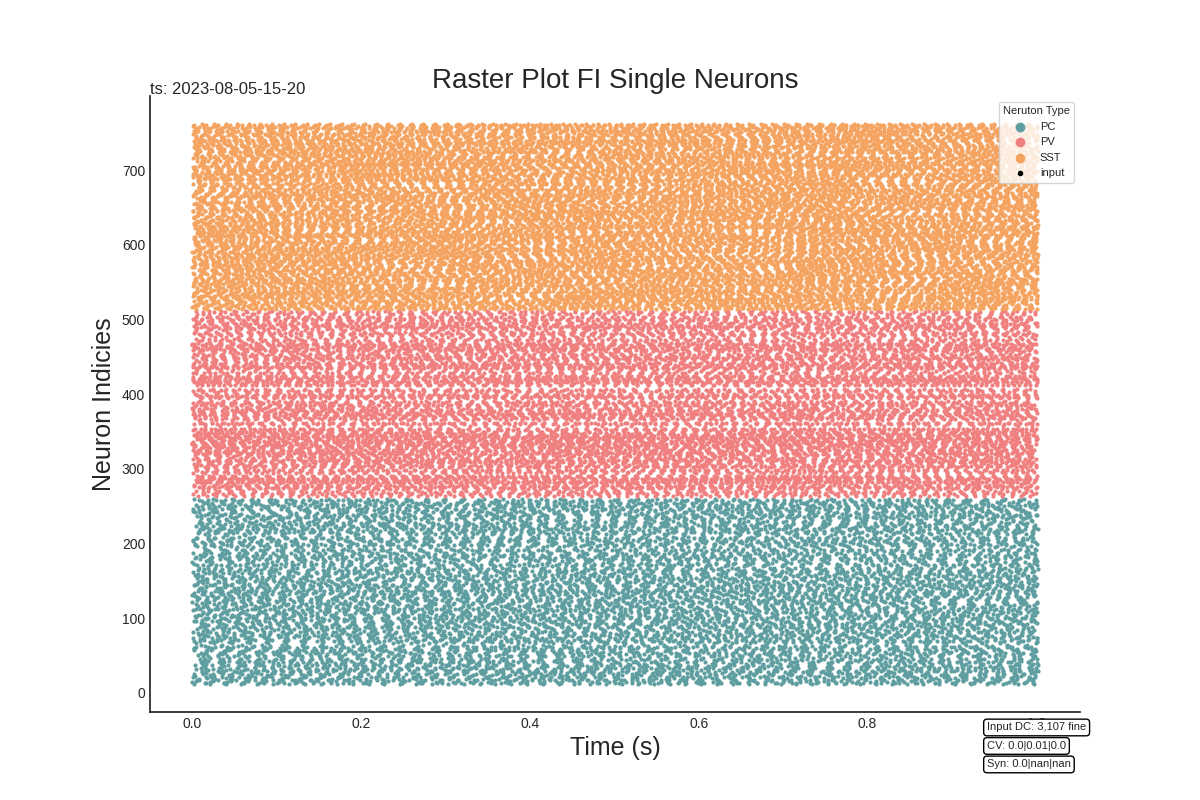 Raster Plot FI Single Neurons
ts: 2023-08-05-15-20
Neruton Type
PC
PV
SST
input
Neuron Indicies
700
600
500
400
300
200
100
0
0.0 0.2 0.4 0.6 0.8
Time (s)
Input DC: 3,107 fine
CV: 0.0|0.01|0.0
Syn: 0.0|nan|nan